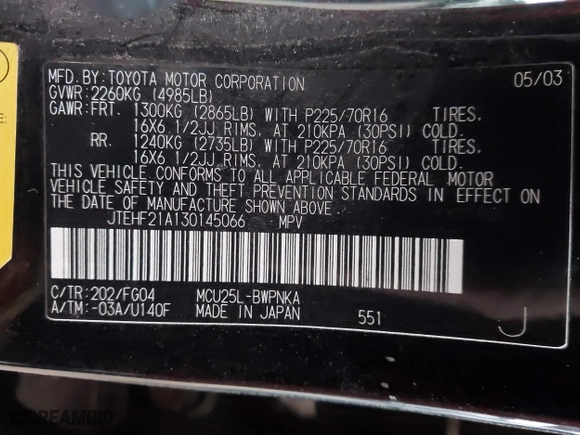 MFD. BY: TOYOTA MOTOR CORPORATION 05/03
GVWR: 2260KG (4985LB)
GAWR: FRT. 1300KG (2865LB) WITH P225/70R16 TIRES,
16X6 1/2JJ RIMS, AT 210KPA (30PSI) COLD.
RR. 1240KG (2735LB) WITH P225/70R16 TIRES,
16X6 1/2JJ RIMS, AT 210KPA (30PSI) COLD.
THIS VEHICLE CONFORMS TO ALL APPLICABLE FEDERAL MOTOR
VEHICLE SAFETY AND THEFT PREVENTION STANDARDS IN EFFECT ON
THE DATE OF MANUFACTURE SHOWN ABOVE.
JTEHF21A130145066 MPV
C/TR: 202/FG04 MCU25L-BWPNKA
A/TM: -03A/U140F MADE IN JAPAN 551 J
DREAMBID